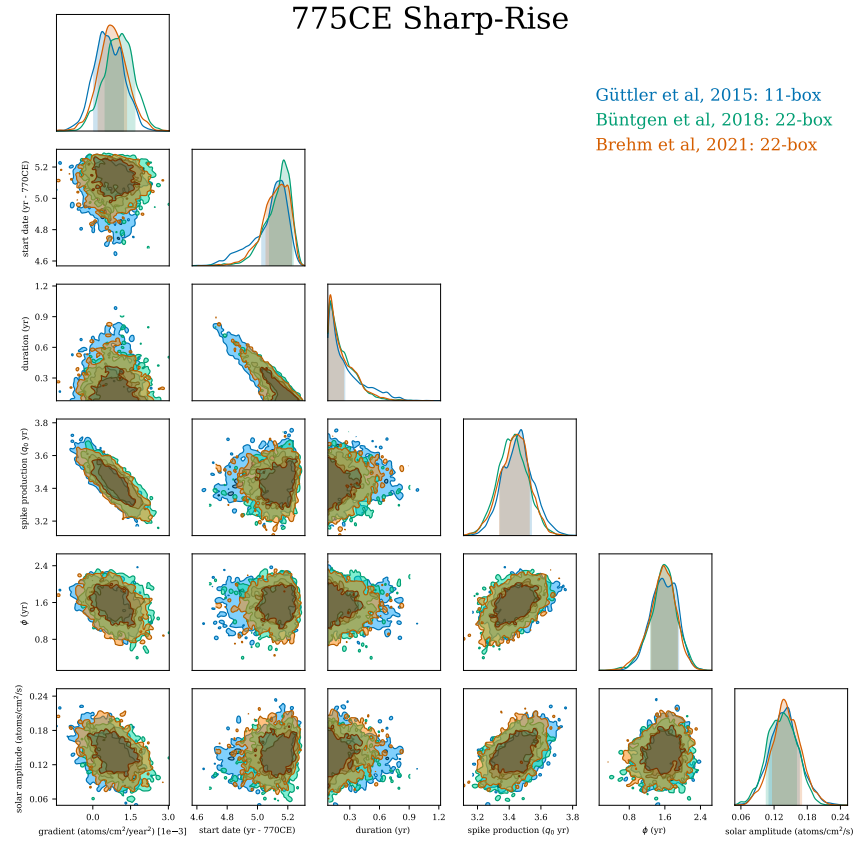 775CE Sharp-Rise
Güttler et al, 2015: 11-box
Büntgen et al, 2018: 22-box
Brehm et al, 2021: 22-box
start date (yr - 770CE)
5.2
5.0
4.8
4.6
duration (yr)
1.2
0.9
0.6
0.3
spike production (q₀ yr)
3.8
3.6
3.4
3.2
ϕ (yr)
2.4
1.6
0.8
solar amplitude (atoms/cm²/s)
0.24
0.18
0.12
0.06
0.0 1.5 3.0 4.6 4.8 5.0 5.2 0.3 0.6 0.9 1.2 3.2 3.4 3.6 3.8 0.8 1.6 2.4 0.06 0.12 0.18 0.24
gradient (atoms/cm²/year²) [1e−3] start date (yr - 770CE) duration (yr) spike production (q₀ yr) ϕ (yr) solar amplitude (atoms/cm²/s)